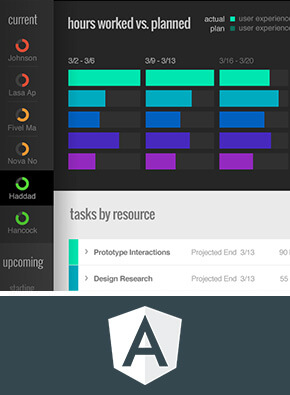 current
Johnson
Lasa Ap
Fivel Ma
Nova No
Haddad
Hancock
upcoming
starting
hours worked vs. planned
actual user experience
plan user experience
3/2 - 3/6 3/9 - 3/13 3/16 - 3/20
tasks by resource
Prototype Interactions Projected End 3/13 90
Design Research Projected End 3/13 55
A